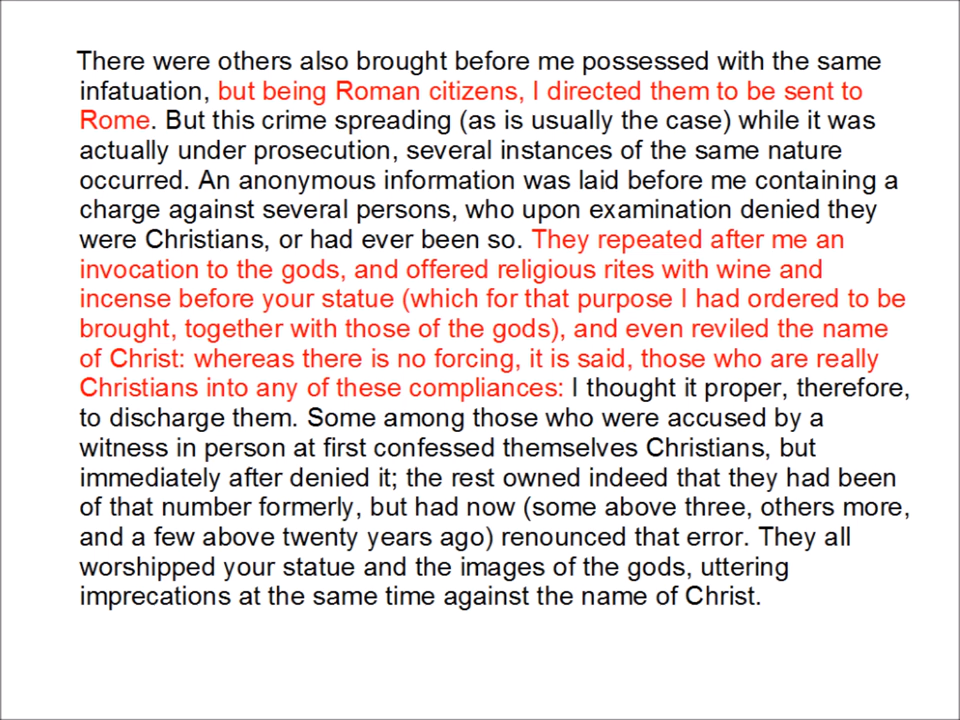 There were others also brought before me possessed with the same
infatuation, but being Roman citizens, I directed them to be sent to
Rome. But this crime spreading (as is usually the case) while it was
actually under prosecution, several instances of the same nature
occurred. An anonymous information was laid before me containing a
charge against several persons, who upon examination denied they
were Christians, or had ever been so. They repeated after me an
invocation to the gods, and offered religious rites with wine and
incense before your statue (which for that purpose I had ordered to be
brought, together with those of the gods), and even reviled the name
of Christ: whereas there is no forcing, it is said, those who are really
Christians into any of these compliances: I thought it proper, therefore,
to discharge them. Some among those who were accused by a
witness in person at first confessed themselves Christians, but
immediately after denied it; the rest owned indeed that they had been
of that number formerly, but had now (some above three, others more,
and a few above twenty years ago) renounced that error. They all
worshipped your statue and the images of the gods, uttering
imprecations at the same time against the name of Christ.